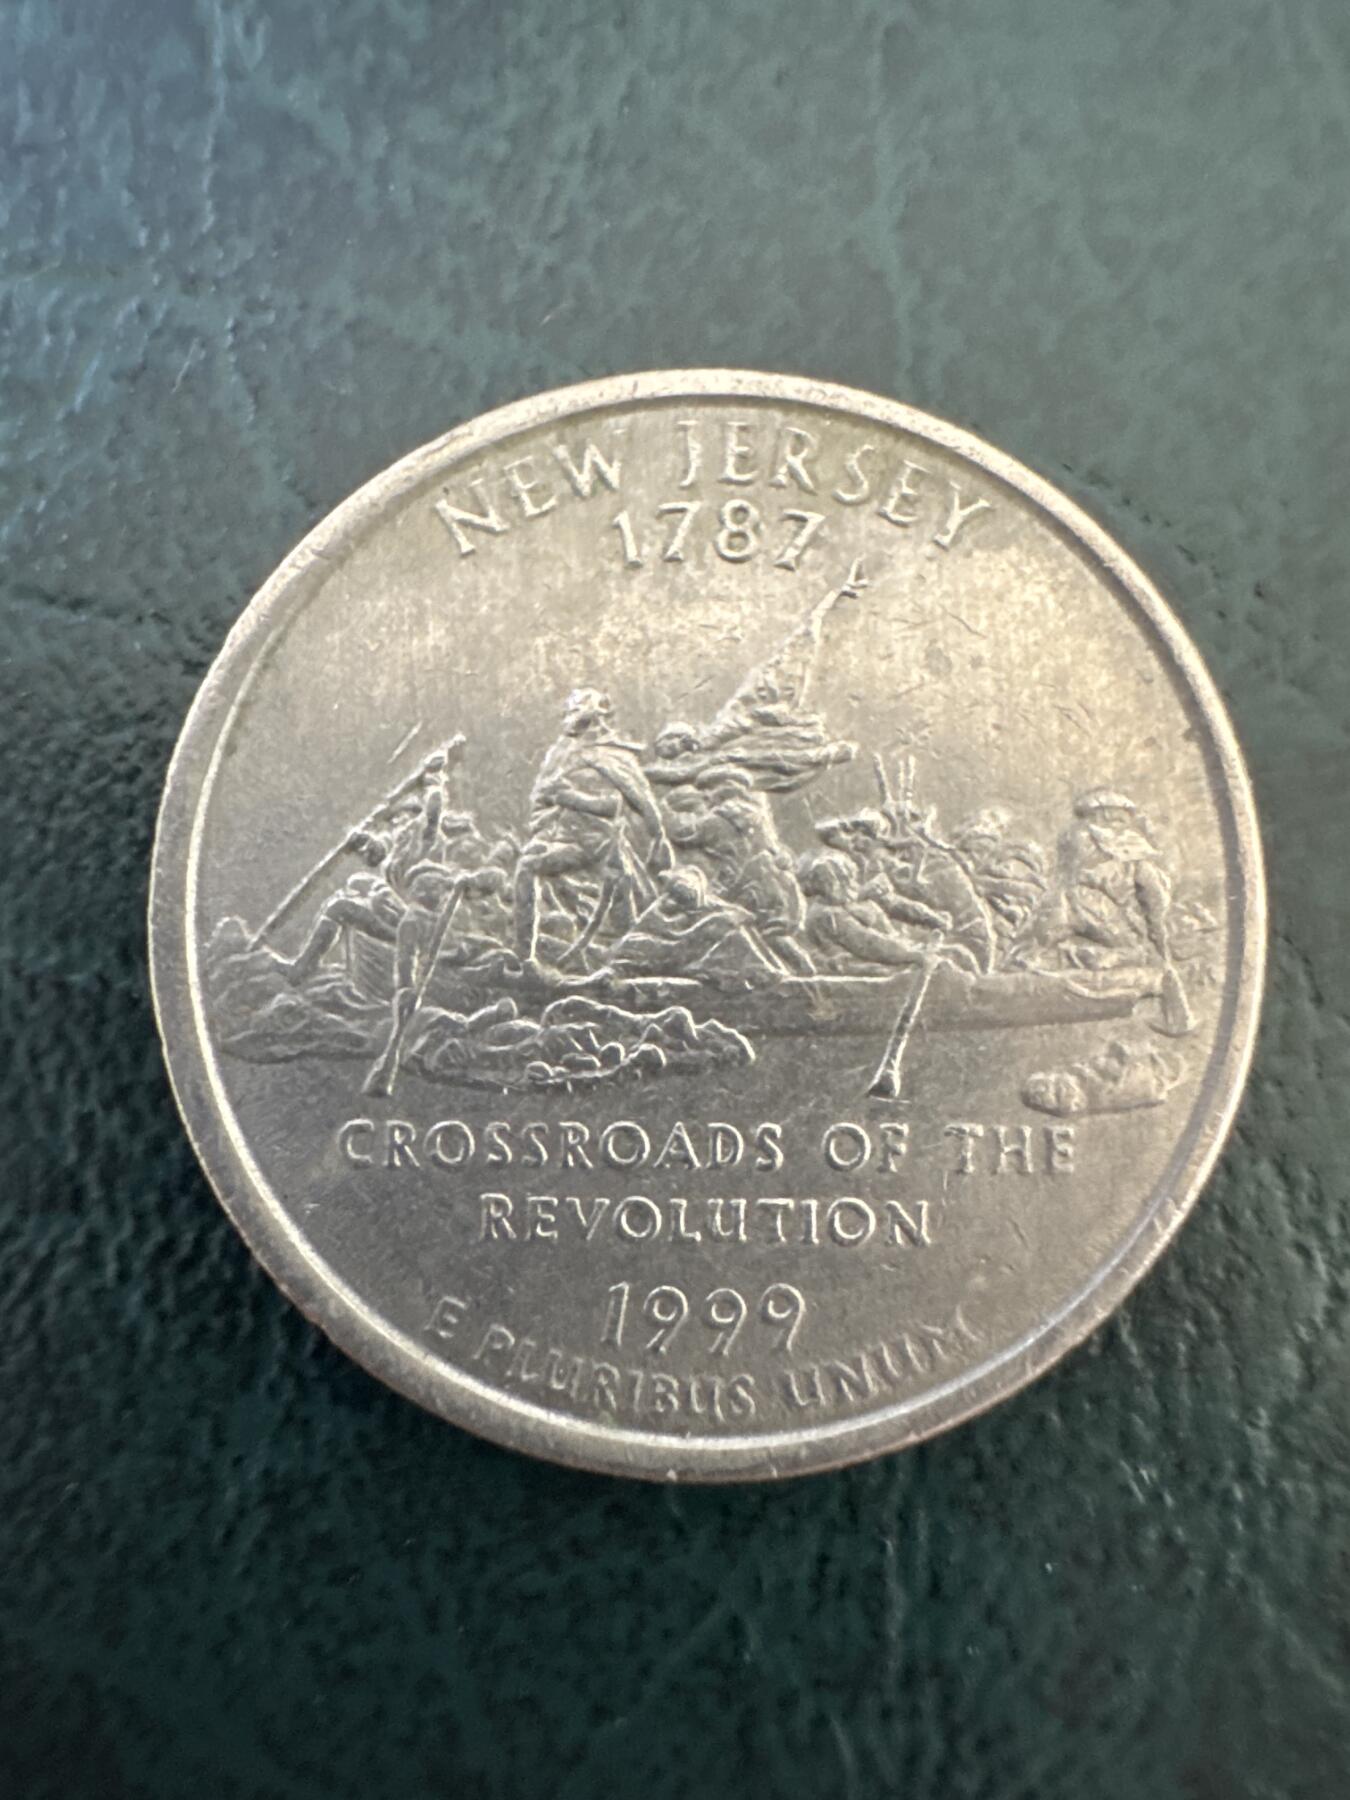 NEW JERSEY
1787
CROSSROADS OF THE
REVOLUTION
1999
E PLURIBUS UNUM